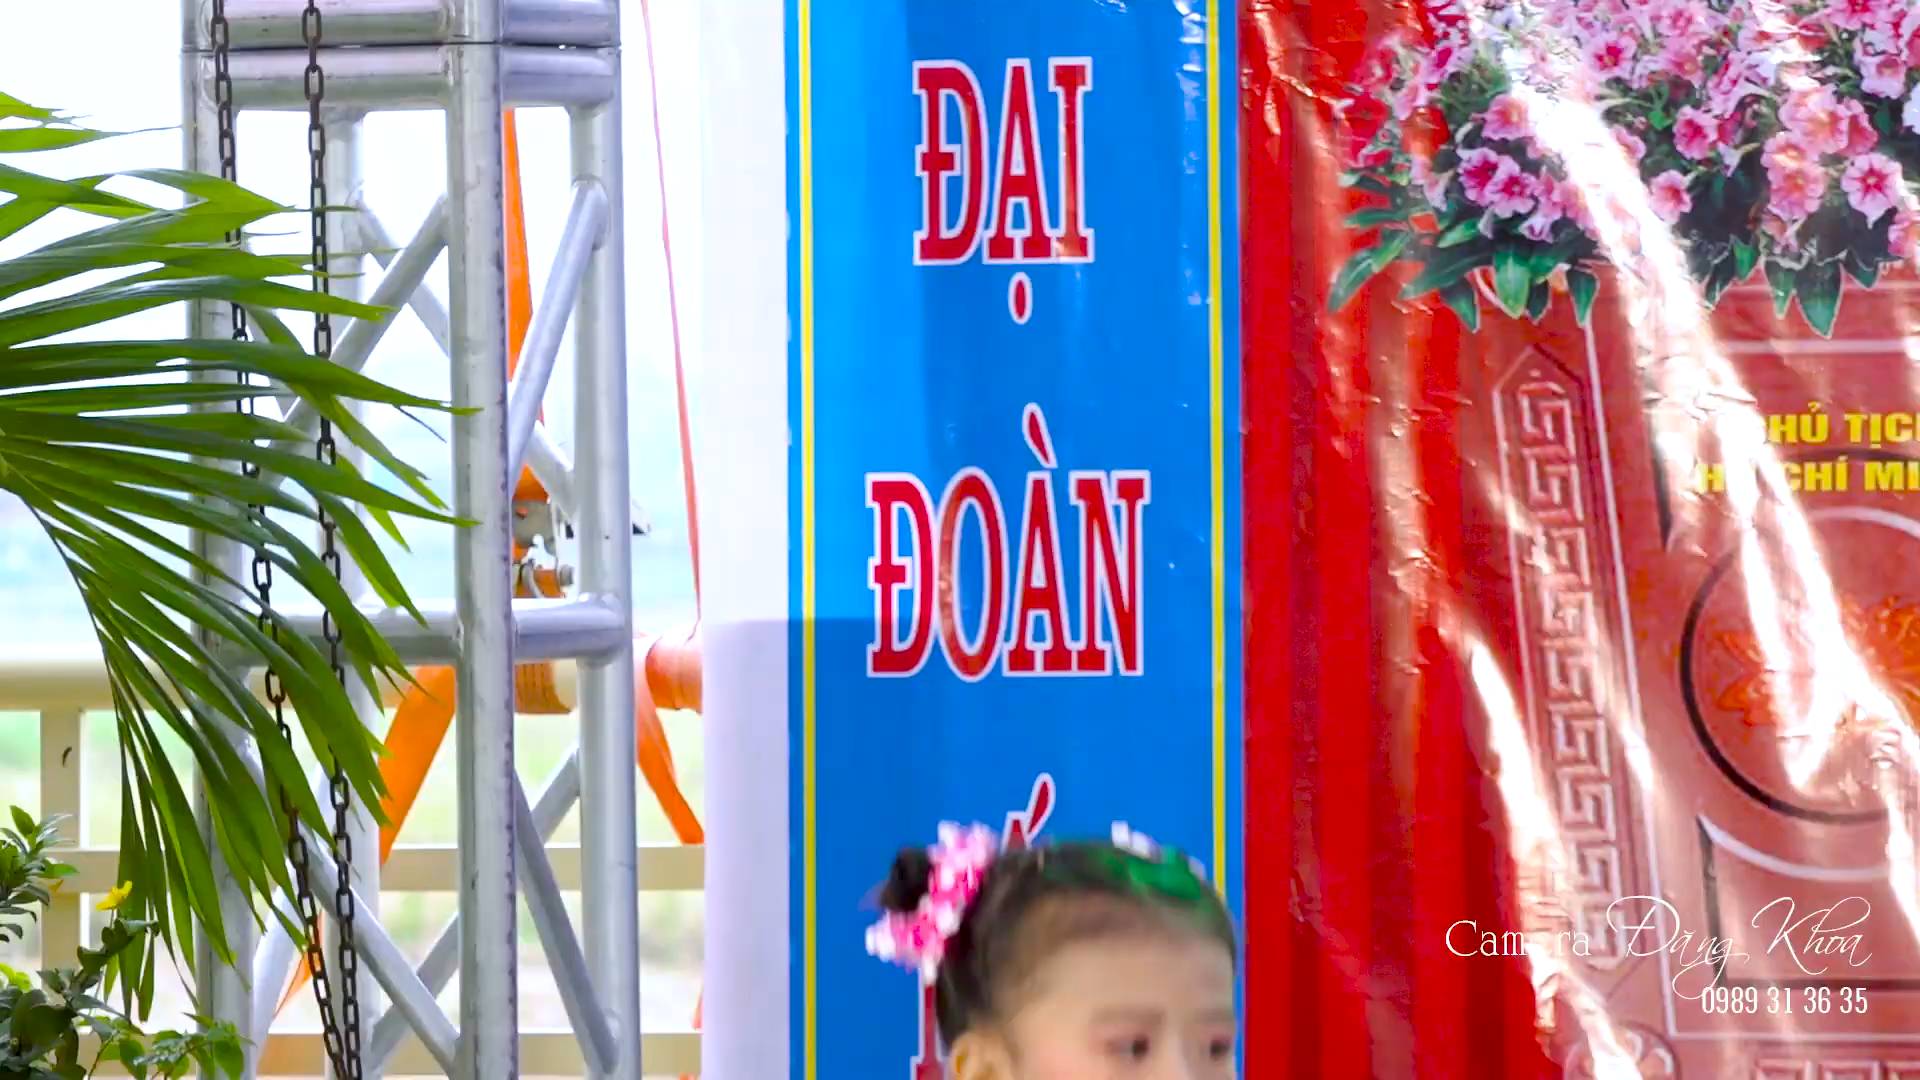 ĐẠI
ĐOÀN
HỦ TỊC
CHÍ MI
Camera Đăng Khoa
0989 31 36 35